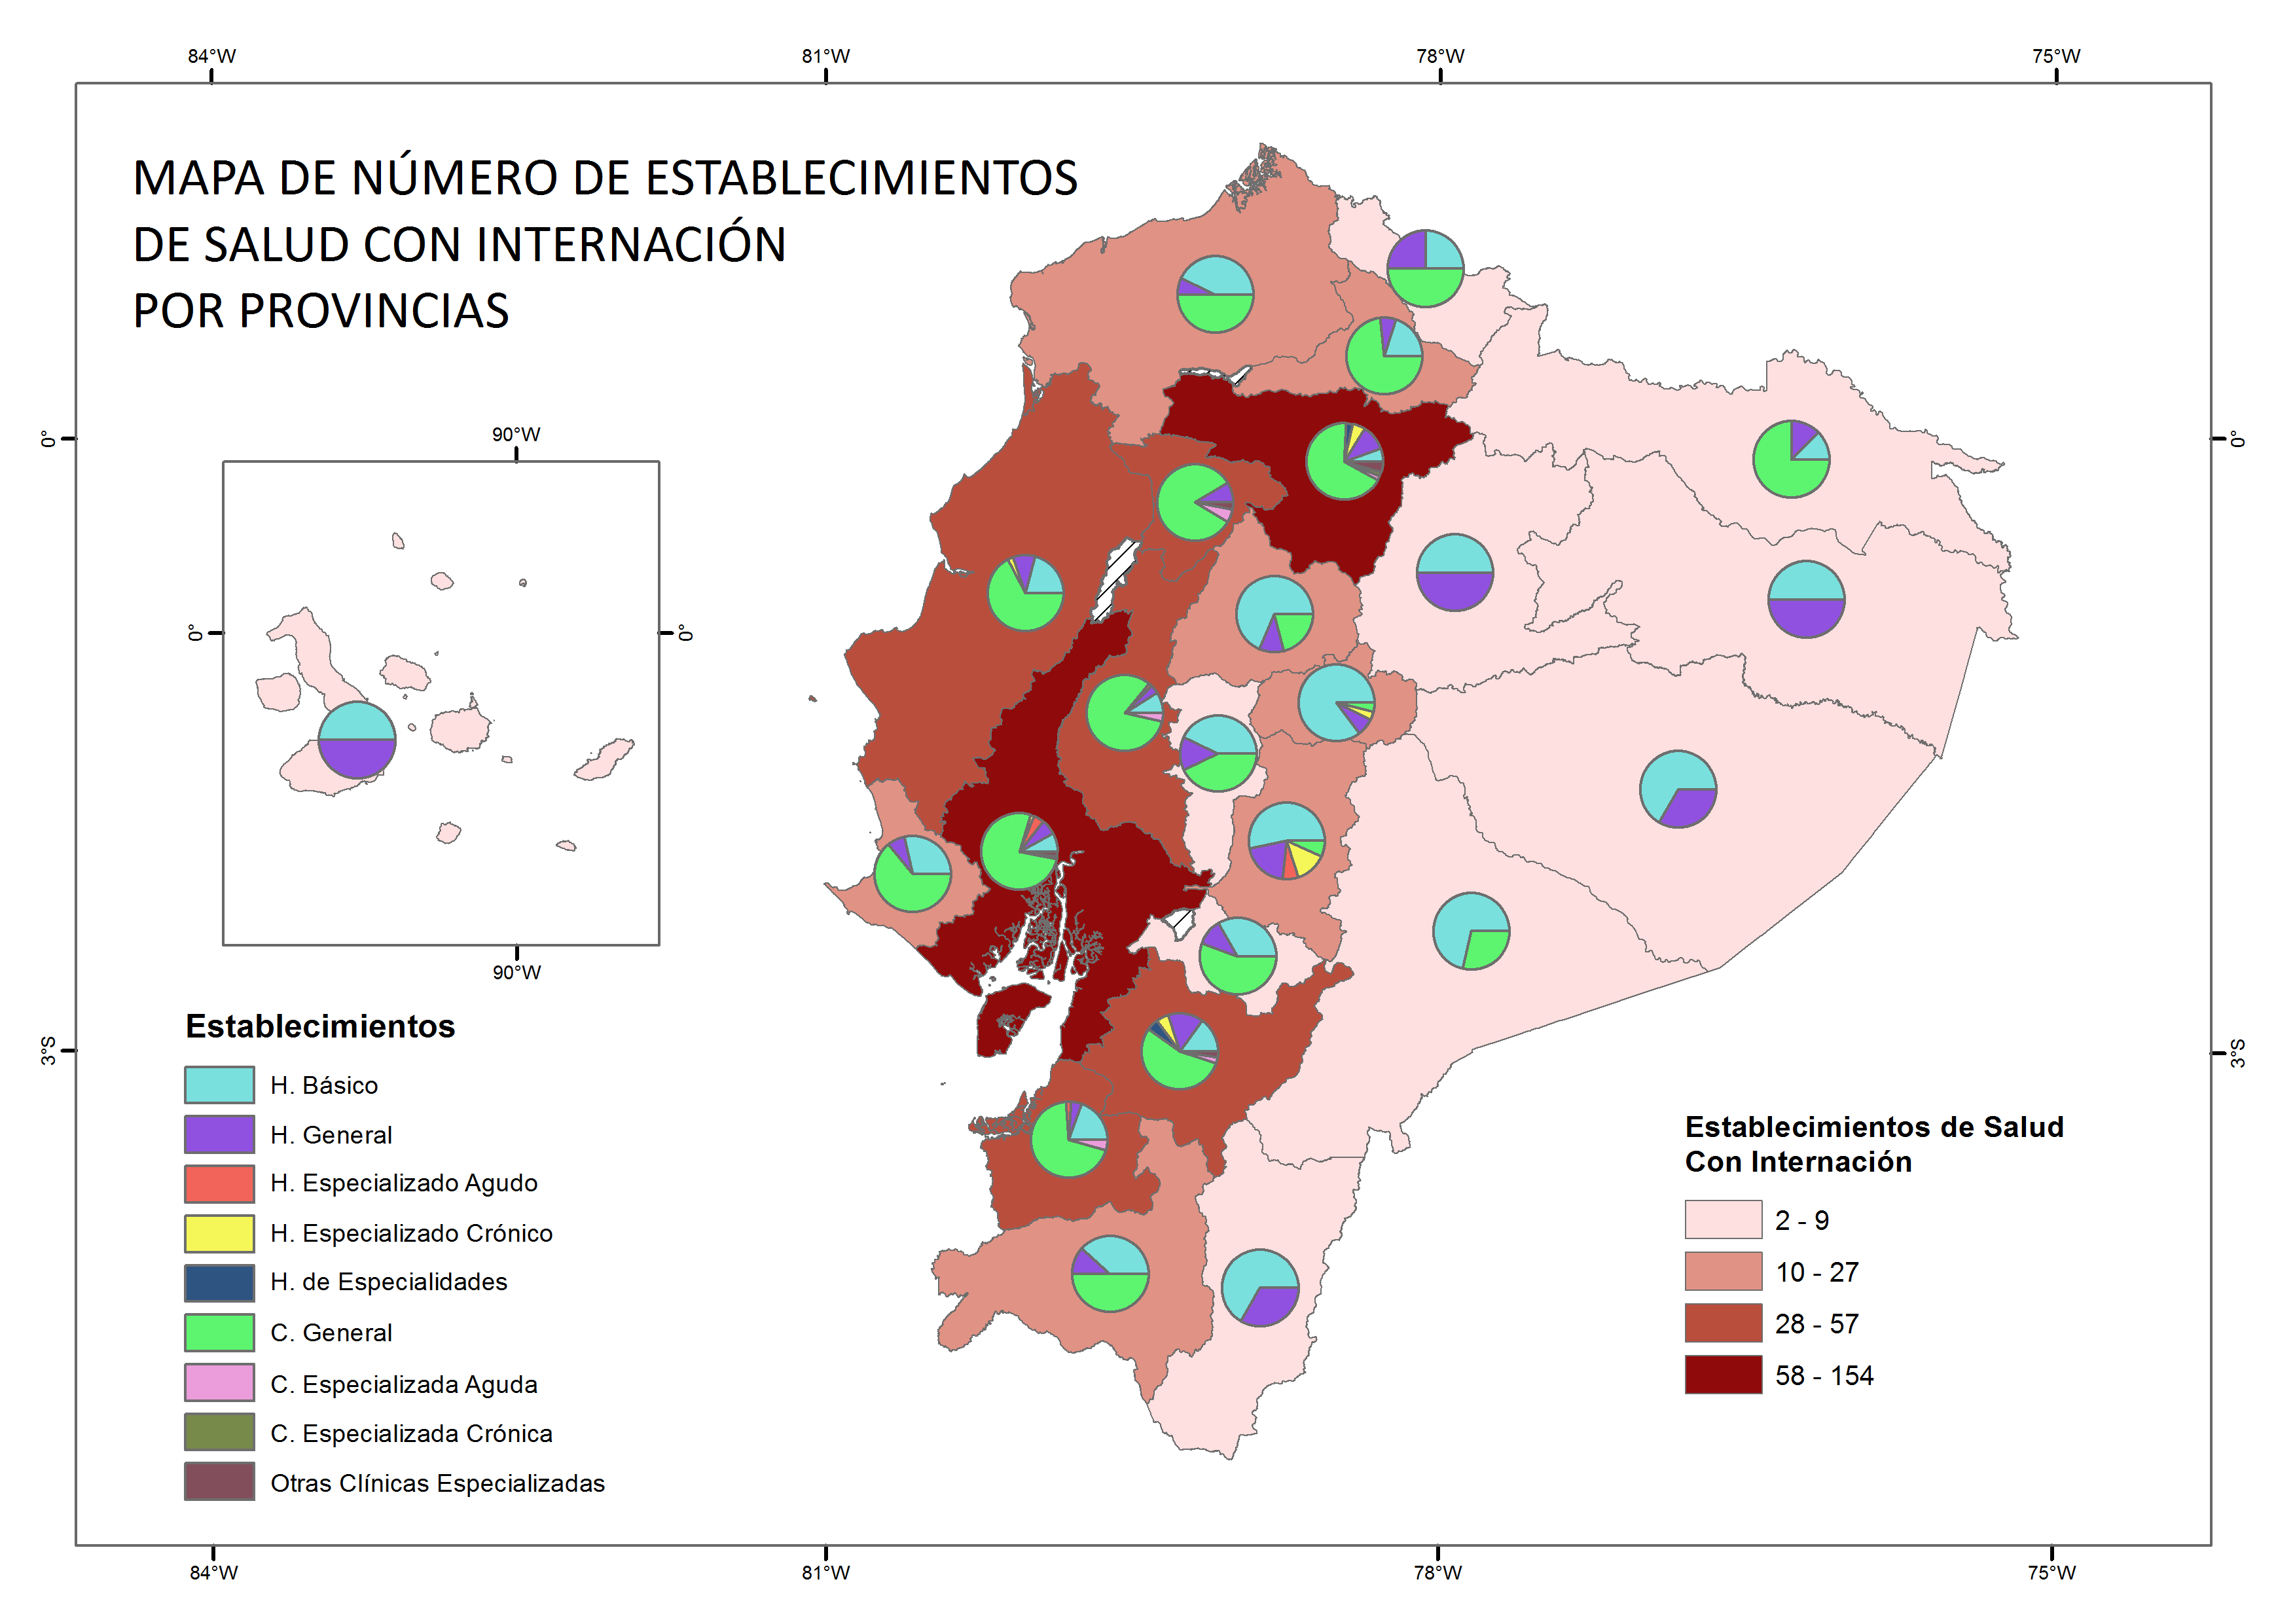 84°W
81°W
78°W
75°W
MAPA DE NÚMERO DE ESTABLECIMIENTOS
DE SALUD CON INTERNACIÓN
POR PROVINCIAS
0°
0°
90°W
0°
0°
90°W
3°S
3°S
Establecimientos
H. Básico
H. General
H. Especializado Agudo
H. Especializado Crónico
H. de Especialidades
C. General
C. Especializada Aguda
C. Especializada Crónica
Otras Clínicas Especializadas
Establecimientos de Salud
Con Internación
2 - 9
10 - 27
28 - 57
58 - 154
84°W
81°W
78°W
75°W